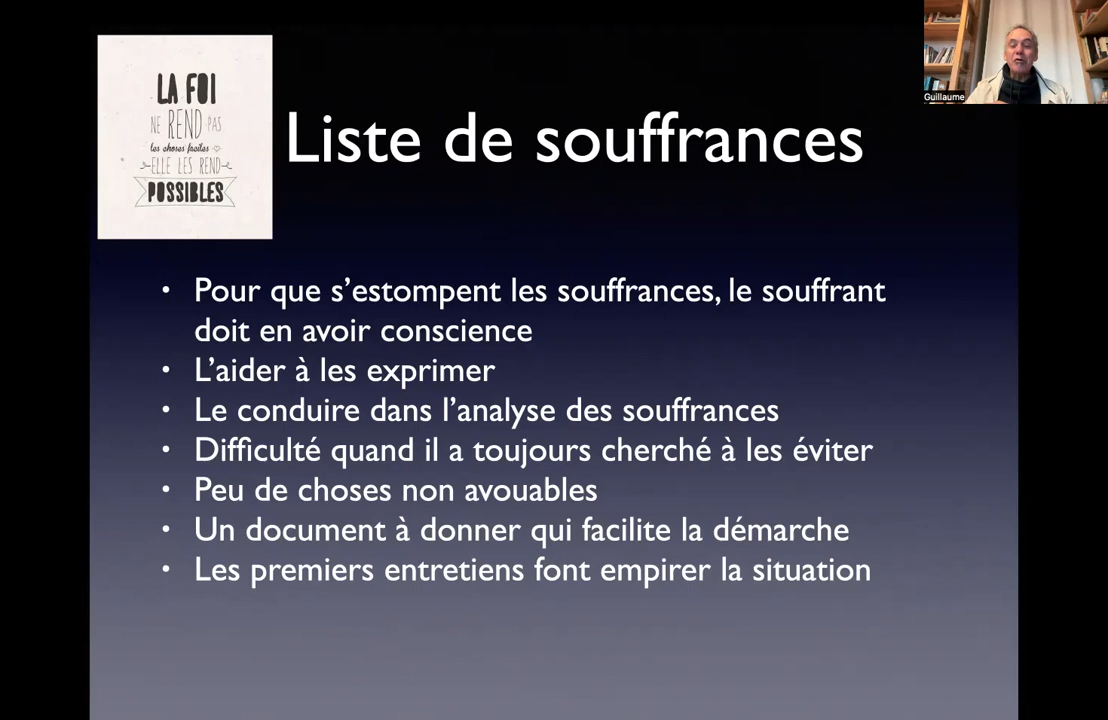 LA FOI
NE REND PAS
les choses faciles
ELLE LES REND
POSSIBLES
Liste de souffrances
Guillaume
• Pour que s’estompent les souffrances, le souffrant
doit en avoir conscience
• L’aider à les exprimer
• Le conduire dans l’analyse des souffrances
• Difficulté quand il a toujours cherché à les éviter
• Peu de choses non avouables
• Un document à donner qui facilite la démarche
• Les premiers entretiens font empirer la situation